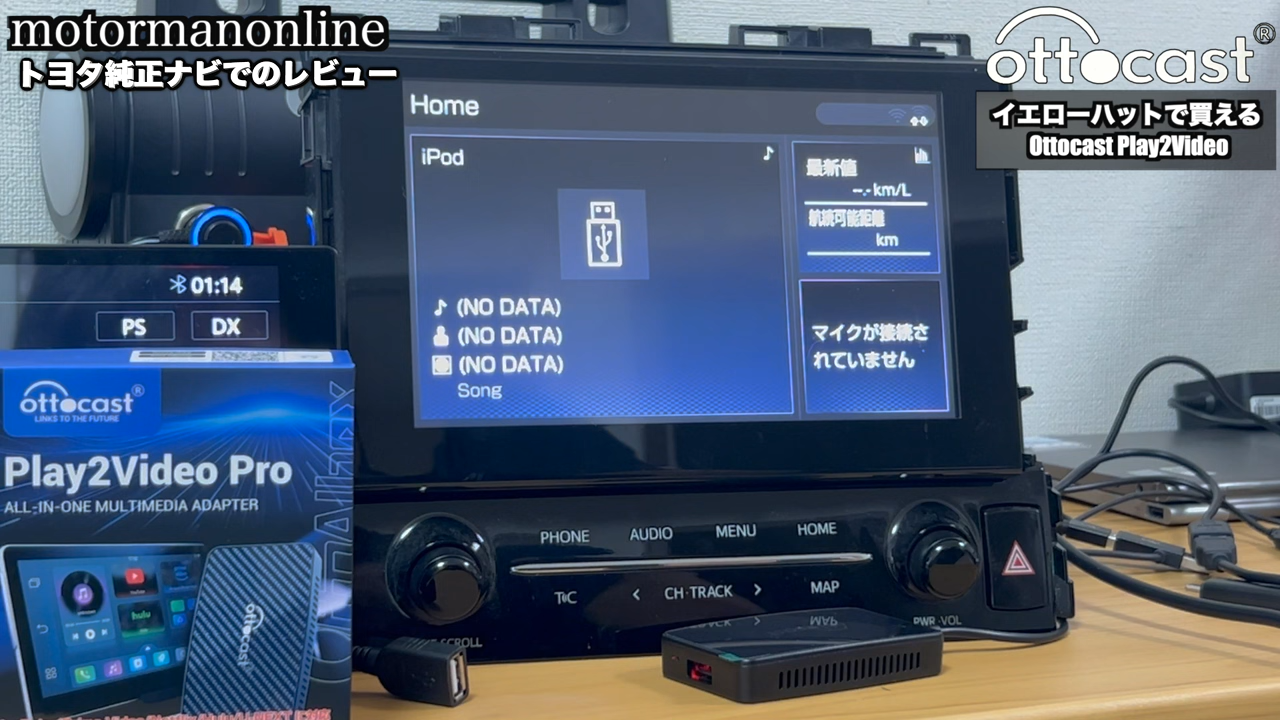 motormanonline
トヨタ純正ナビでのレビュー
ottocast®
イエローハットで買える
Ottocast Play2Video
Home
iPod
(NO DATA)
(NO DATA)
(NO DATA)
Song
最新値
--.- km/L
航続可能距離
km
マイクが接続さ
れていません
01:14
PS DX
ottocast®
LINKS TO THE FUTURE
Play2Video Pro
ALL-IN-ONE MULTIMEDIA ADAPTER
hulu
ottocast
PHONE AUDIO MENU HOME
T&C < CH·TRACK > MAP
SCROLL
PWR·VOL